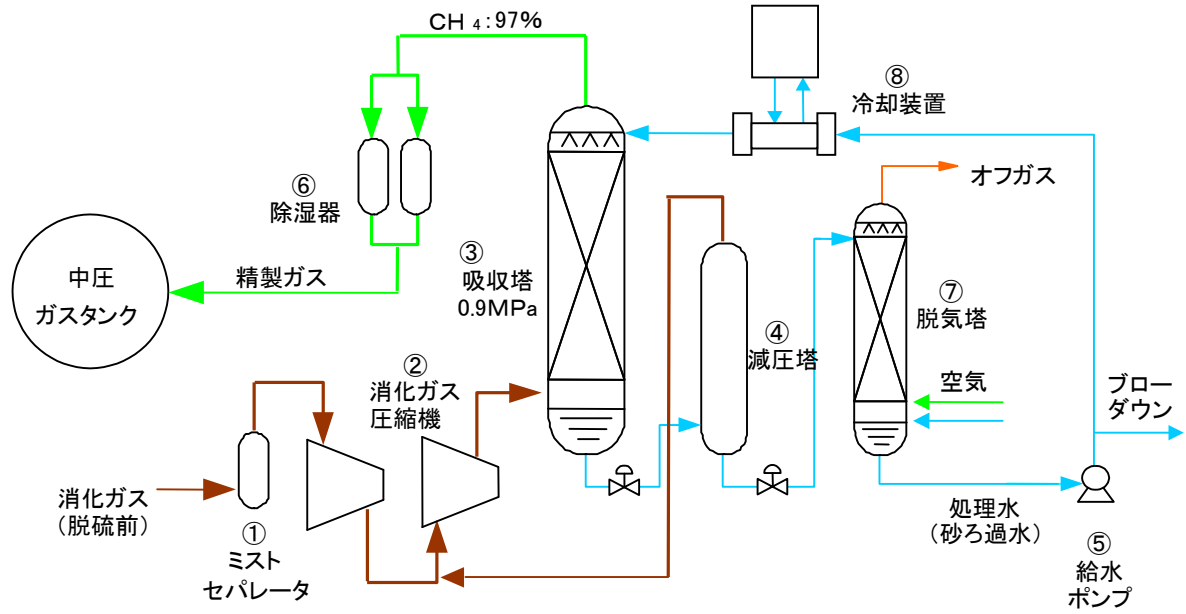 CH 4:97%
⑧
冷却装置
⑥
除湿器
オフガス
③
吸収塔
0.9MPa
中圧
ガスタンク
精製ガス
⑦
脱気塔
④
減圧塔
②
消化ガス
圧縮機
空気
ブロー
ダウン
消化ガス
(脱硫前)
①
ミスト
セパレータ
処理水
(砂ろ過水)
⑤
給水
ポンプ